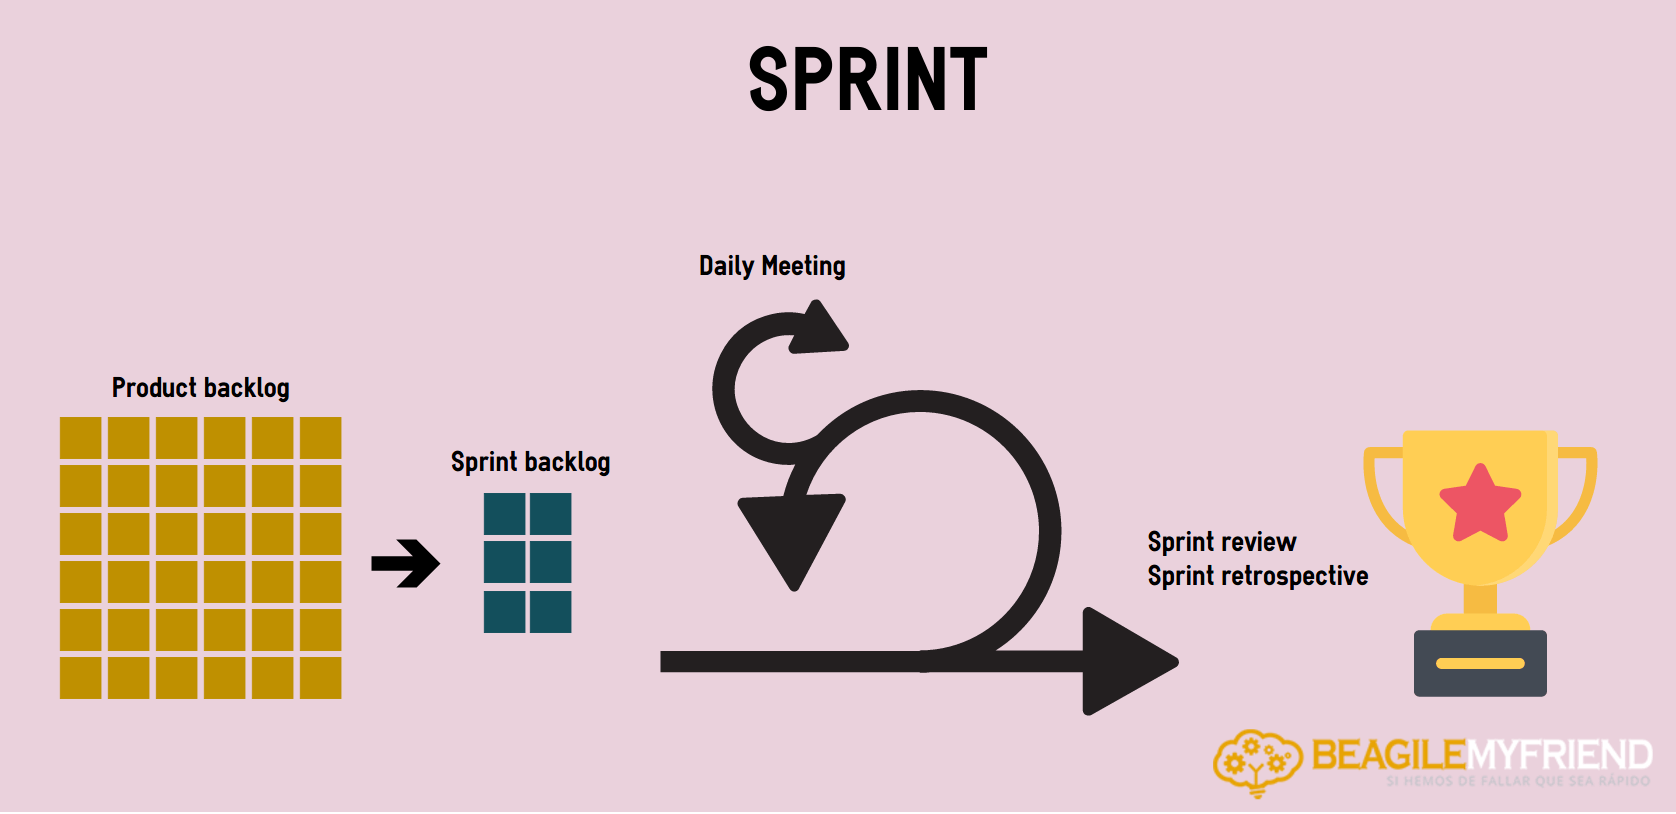 SPRINT
Daily Meeting
Product backlog
Sprint backlog
Sprint review
Sprint retrospective
BEAGILEMYFRIEND
SI HEMOS DE FALLAR QUE SEA RÁPIDO